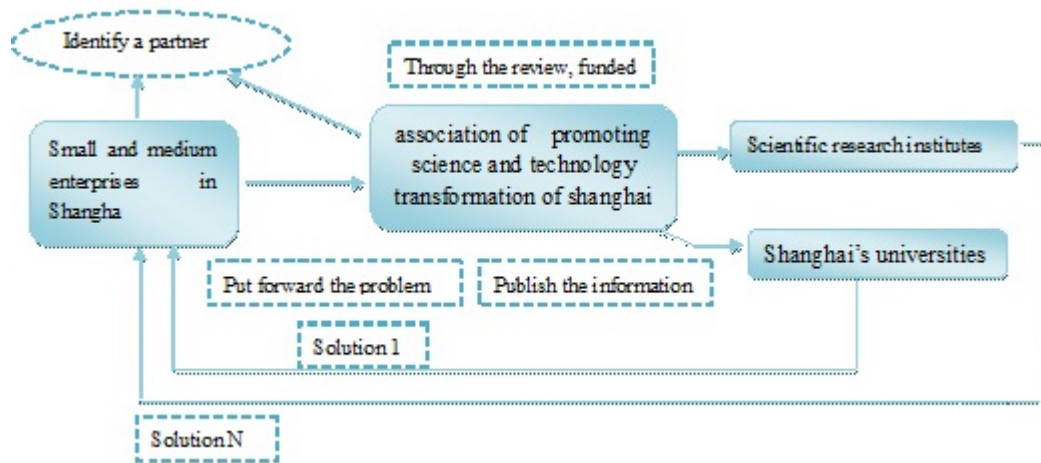 Identify a partner
Through the review, funded
association of promoting
science and technology
transformation of shanghai
Small and medium
enterprises in
Shangha
Scientific research institutes
Shanghai's universities
Put forward the problem
Publish the information
Solution 1
Solution N